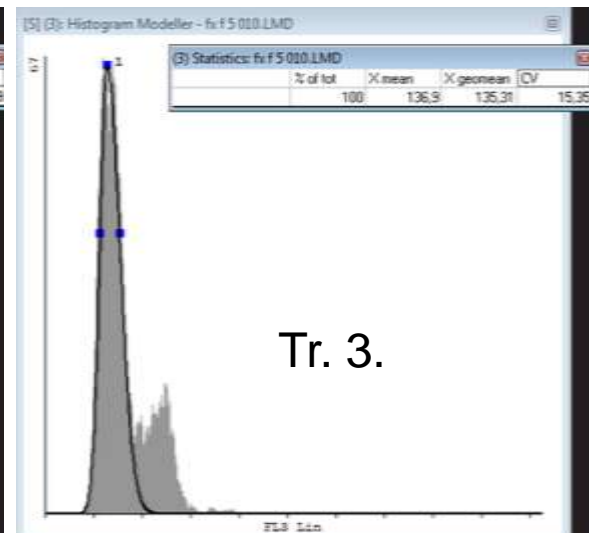 [5] (3): Histogram Modeller - fx f 5 010.LMD
(3) Statistics: fx f 5 010.LMD
% of tot X mean X geomean CV
100 136,9 135,31 15,35
67
1
Tr. 3.
FL3 Lin